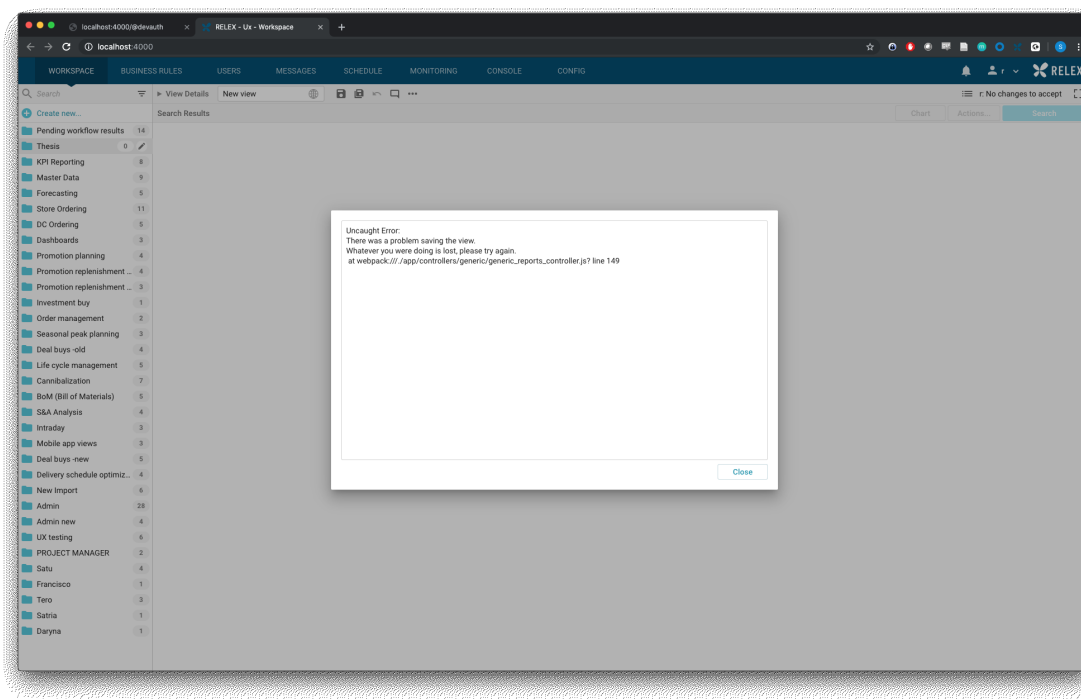 localhost:4000/@devauth
RELEX - Ux - Workspace
localhost:4000
WORKSPACE BUSINESS RULES USERS MESSAGES SCHEDULE MONITORING CONSOLE CONFIG
r
RELEX
Search
View Details
New view
r: No changes to accept
Create new...
Search Results
Chart
Actions...
Search
Pending workflow results 14
Thesis 0
KPI Reporting 8
Master Data 9
Forecasting 5
Store Ordering 11
DC Ordering 5
Dashboards 3
Promotion planning 4
Promotion replenishment ... 4
Promotion replenishment ... 3
Investment buy 1
Order management 2
Seasonal peak planning 3
Deal buys -old 4
Life cycle management 5
Cannibalization 7
BoM (Bill of Materials) 5
S&A Analysis 4
Intraday 3
Mobile app views 3
Deal buys -new 5
Delivery schedule optimiz... 4
New Import 6
Admin 28
Admin new 4
UX testing 6
PROJECT MANAGER 2
Satu 4
Francisco 1
Tero 3
Satria 1
Daryna 1
Uncaught Error:
There was a problem saving the view.
Whatever you were doing is lost, please try again.
at webpack:///./app/controllers/generic/generic_reports_controller.js? line 149
Close